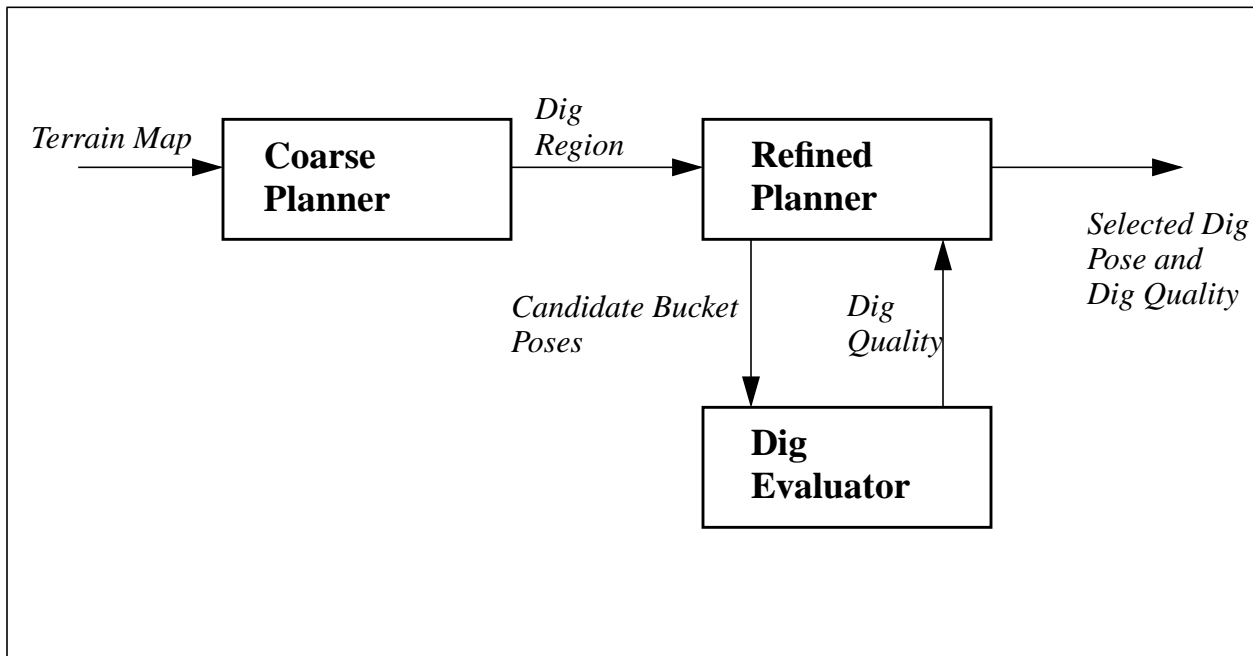 Terrain Map
Coarse
Planner
Dig
Region
Refined
Planner
Selected Dig
Pose and
Dig Quality
Candidate Bucket
Poses
Dig
Quality
Dig
Evaluator